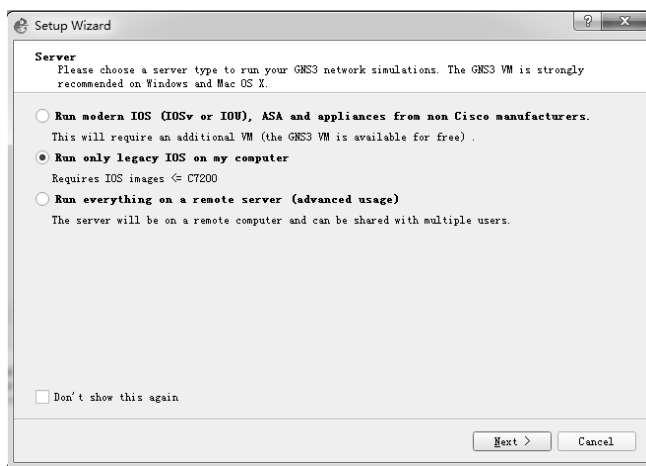 Setup Wizard
Server
Please choose a server type to run your GNS3 network simulations. The GNS3 VM is strongly
recommended on Windows and Mac OS X.
Run modern IOS (IOSv or IOU), ASA and appliances from non Cisco manufacturers.
This will require an additional VM (the GNS3 VM is available for free) .
Run only legacy IOS on my computer
Requires IOS images <= C7200
Run everything on a remote server (advanced usage)
The server will be on a remote computer and can be shared with multiple users.
Don't show this again
Next > Cancel